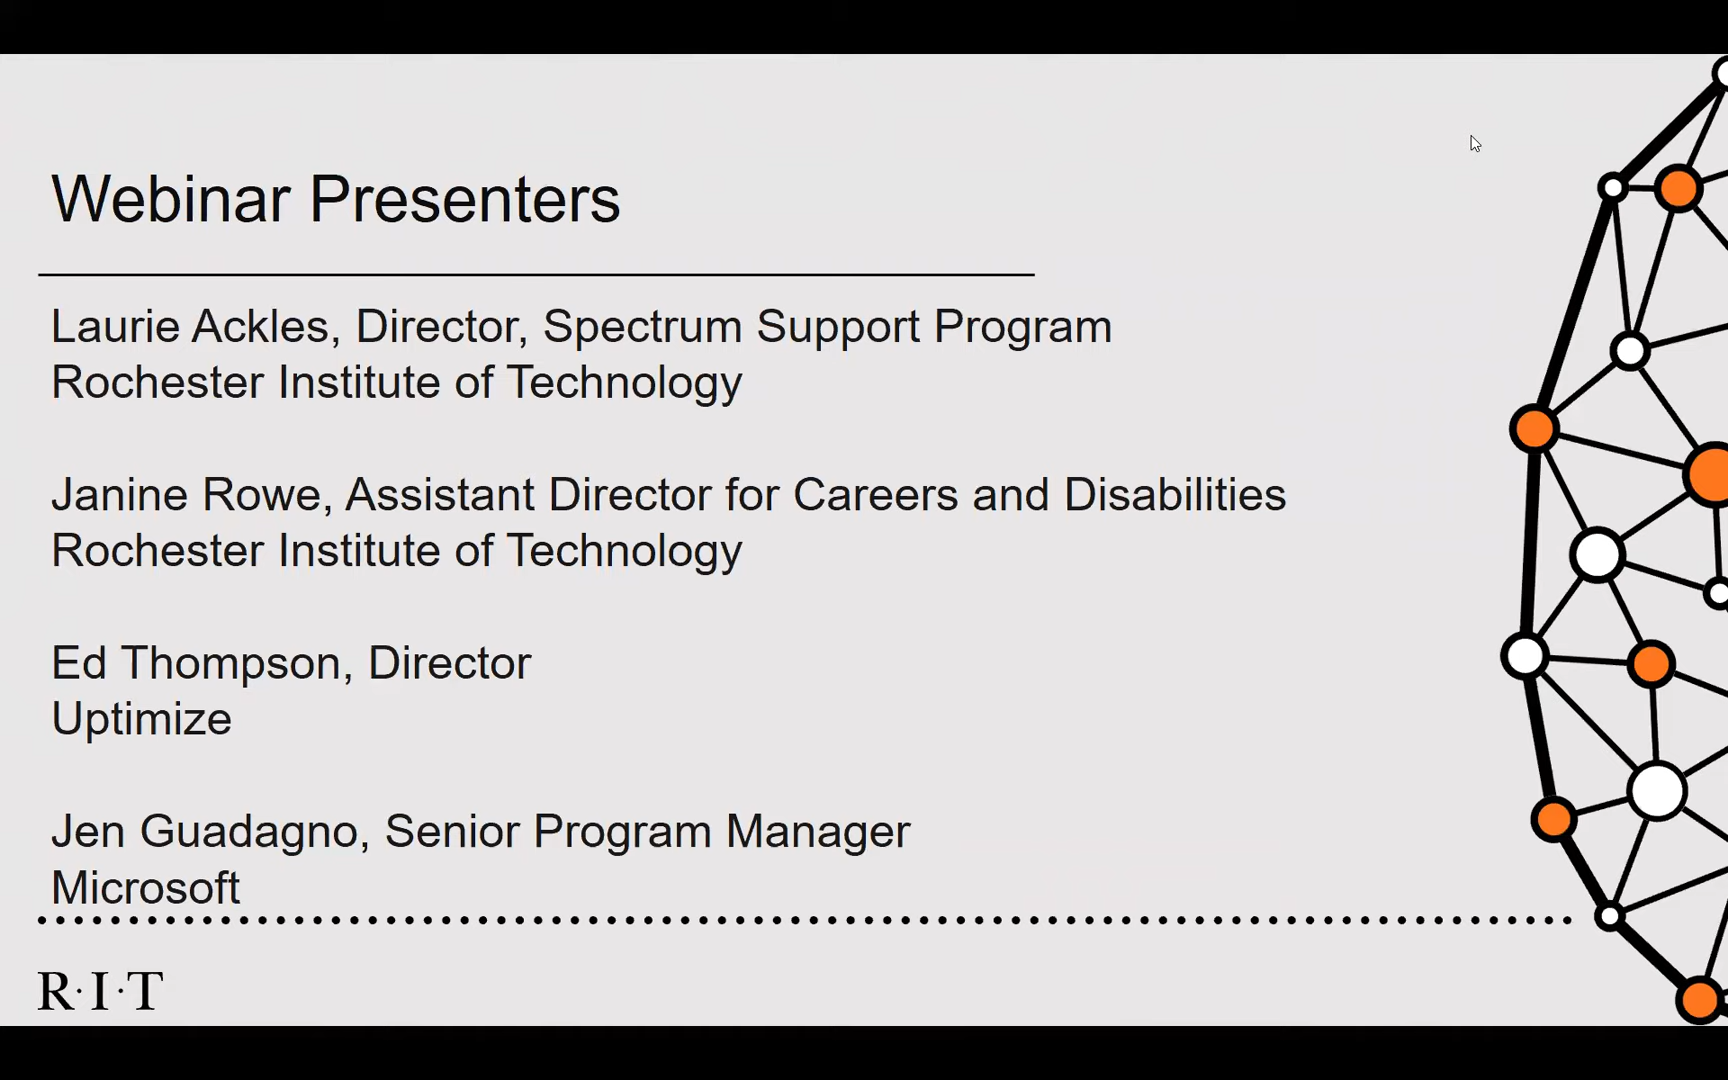 Webinar Presenters
Laurie Ackles, Director, Spectrum Support Program
Rochester Institute of Technology
Janine Rowe, Assistant Director for Careers and Disabilities
Rochester Institute of Technology
Ed Thompson, Director
Uptimize
Jen Guadagno, Senior Program Manager
Microsoft
R·I·T